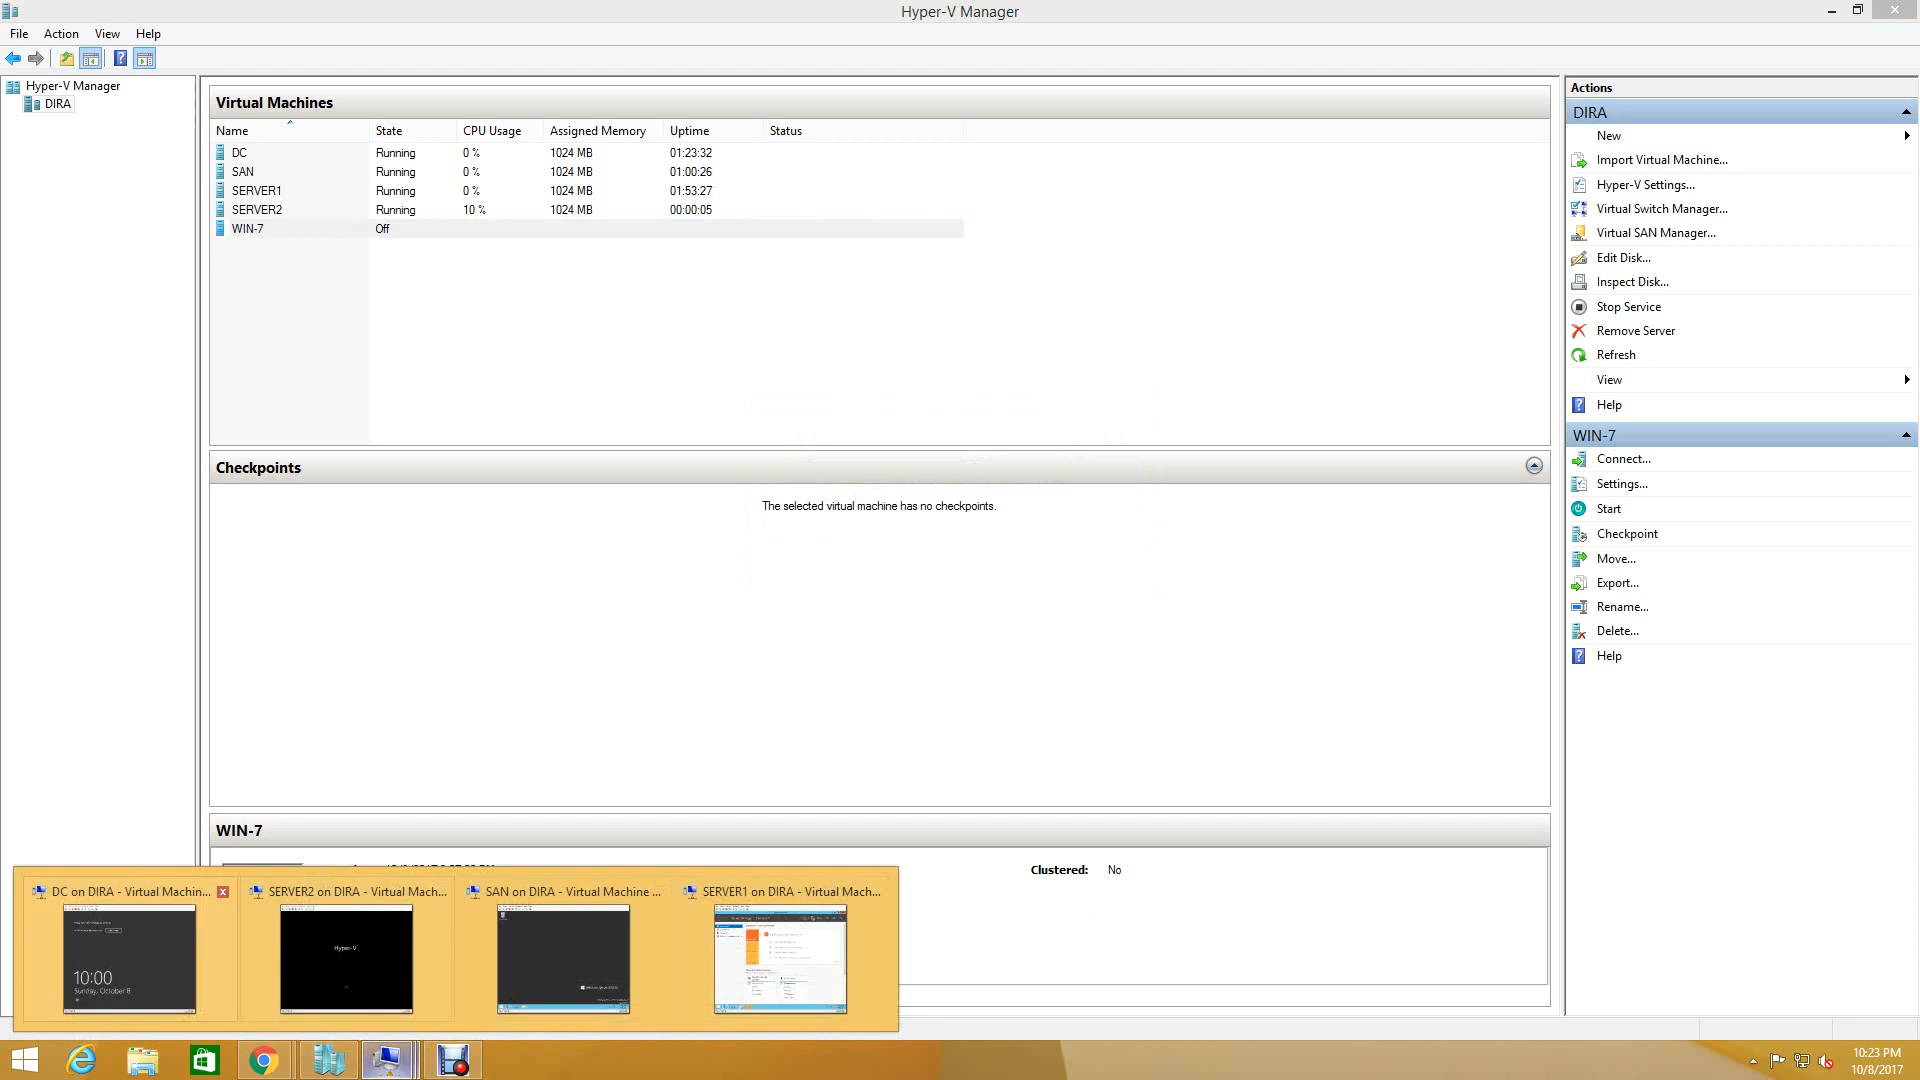 Hyper-V Manager
File Action View Help
Hyper-V Manager
DIRA
Virtual Machines
Name State CPU Usage Assigned Memory Uptime Status
DC Running 0 % 1024 MB 01:23:32
SAN Running 0 % 1024 MB 01:00:26
SERVER1 Running 0 % 1024 MB 01:53:27
SERVER2 Running 10 % 1024 MB 00:00:05
WIN-7 Off
Checkpoints
The selected virtual machine has no checkpoints.
WIN-7
Clustered: No
Actions
DIRA
New
Import Virtual Machine...
Hyper-V Settings...
Virtual Switch Manager...
Virtual SAN Manager...
Edit Disk...
Inspect Disk...
Stop Service
Remove Server
Refresh
View
Help
WIN-7
Connect...
Settings...
Start
Checkpoint
Move...
Export...
Rename...
Delete...
Help
DC on DIRA - Virtual Machin...
SERVER2 on DIRA - Virtual Mach...
SAN on DIRA - Virtual Machine ...
SERVER1 on DIRA - Virtual Mach...
10:00
Sunday, October 8
Hyper-V
10:23 PM
10/8/2017